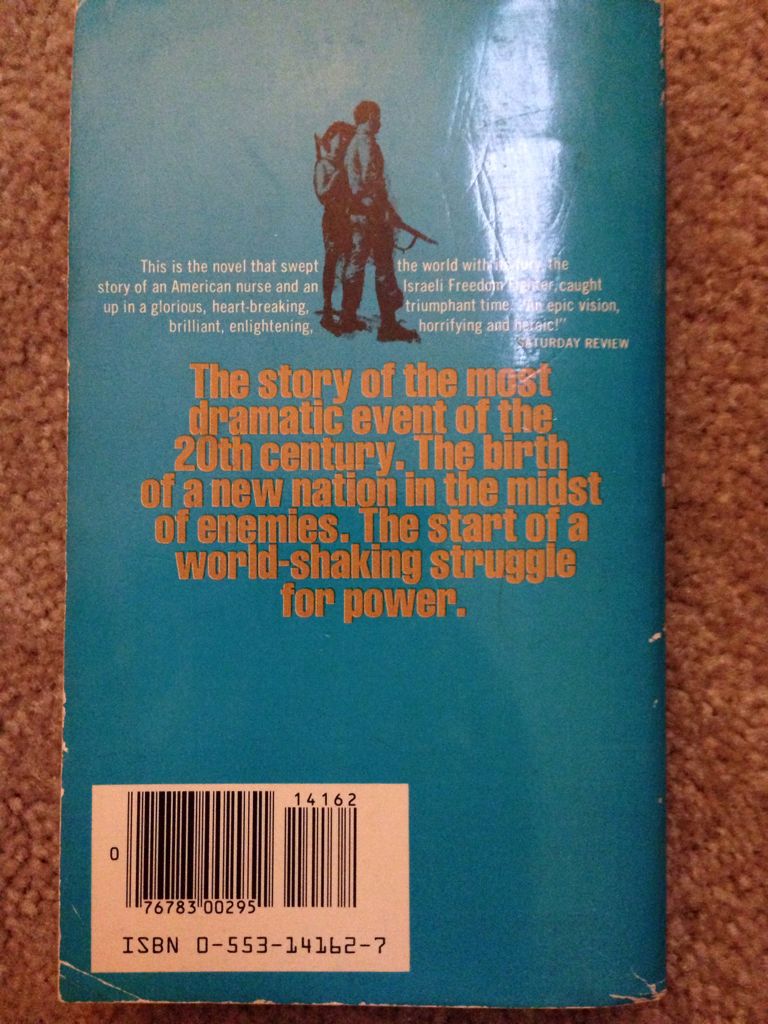 This is the novel that swept the world with its fury, the
story of an American nurse and an Israeli Freedom Fighter, caught
up in a glorious, heart-breaking, triumphant time. "An epic vision,
brilliant, enlightening, horrifying and heroic!"
SATURDAY REVIEW
The story of the most
dramatic event of the
20th century. The birth
of a new nation in the midst
of enemies. The start of a
world-shaking struggle
for power.
14162
0
76783 00295
ISBN 0-553-14162-7